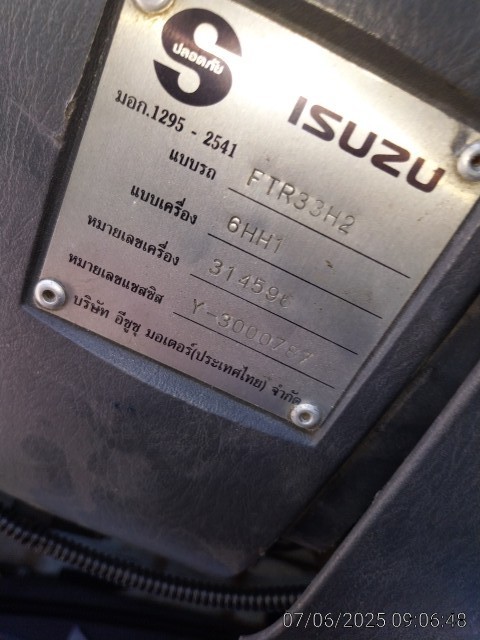 S
ปลอดภัย
ISUZU
มอก.1295 - 2541
แบบรถ FTR33H2
แบบเครื่อง 6HH1
หมายเลขเครื่อง
หมายเลขแชสซิส
บริษัท อีซูซุ มอเตอร์(ประเทศไทย) จำกัด
07/06/2025 09:06:48